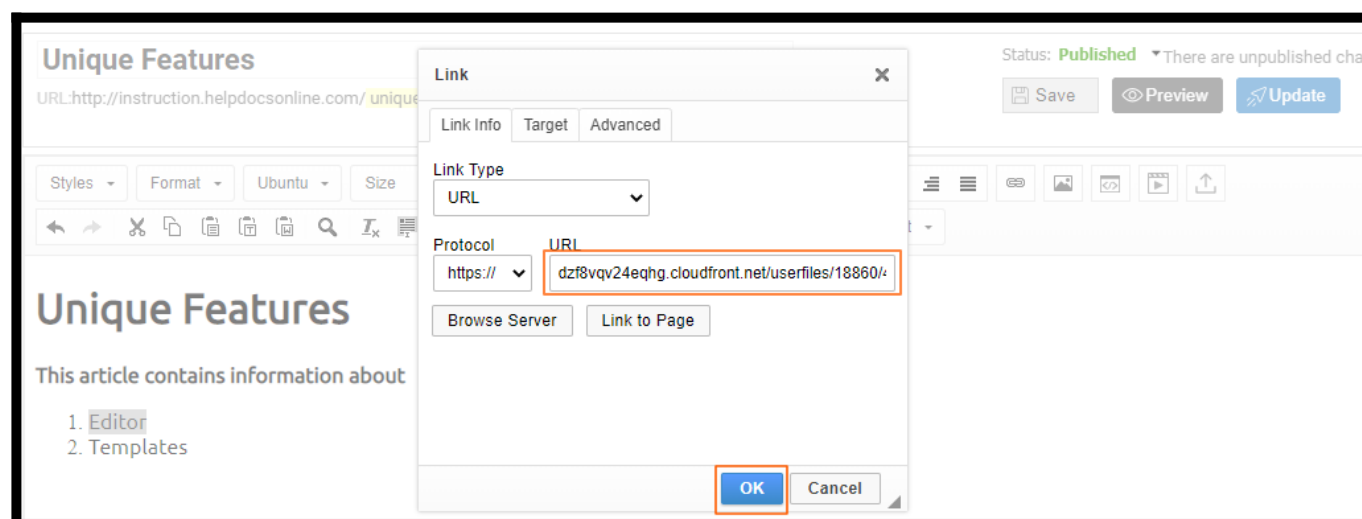 Unique Features
URL:http://instruction.helpdocsonline.com/ unique
Status: Published There are unpublished cha
Save Preview Update
Link
Link Info Target Advanced
Styles Format Ubuntu Size
Link Type
URL
Protocol URL
https:// dzf8vqv24eqhg.cloudfront.net/userfiles/18860/
Browse Server Link to Page
Unique Features
This article contains information about
1. Editor
2. Templates
OK Cancel